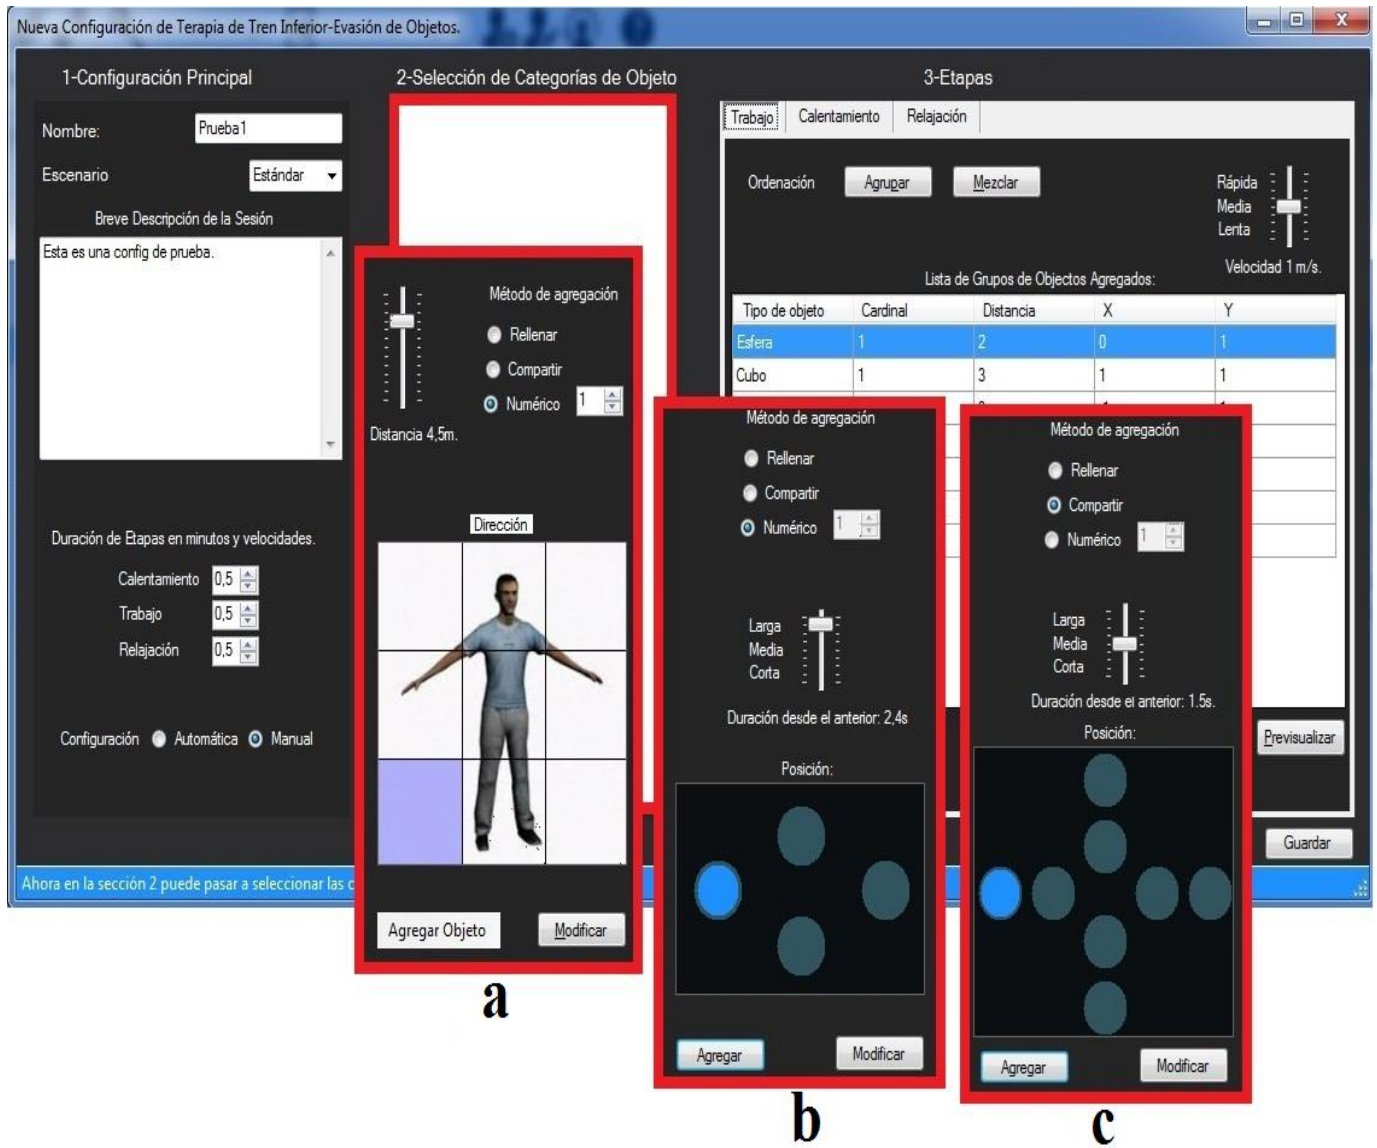 Nueva Configuración de Terapia de Tren Inferior-Evasión de Objetos.
1-Configuración Principal
Nombre: Prueba1
Escenario Estándar
Breve Descripción de la Sesión
Esta es una config de prueba.
Duración de Etapas en minutos y velocidades.
Calentamiento 0,5
Trabajo 0,5
Relajación 0,5
Configuración Automática Manual
2-Selección de Categorías de Objeto
3-Etapas
Trabajo Calentamiento Relajación
Ordenación Agrupar Mezclar
Rápida
Media
Lenta
Velocidad 1 m/s.
Lista de Grupos de Objectos Agregados:
Tipo de objeto Cardinal Distancia X Y
Esfera 1 2 0 1
Cubo 1 3 1 1
Previsualizar
Guardar
Ahora en la sección 2 puede pasar a seleccionar las
Método de agregación
Rellenar
Compartir
Numérico 1
Distancia 4,5m.
Dirección
Agregar Objeto Modificar
a
Método de agregación
Rellenar
Compartir
Numérico 1
Larga
Media
Corta
Duración desde el anterior: 2,4s
Posición:
Agregar Modificar
b
Método de agregación
Rellenar
Compartir
Numérico 1
Larga
Media
Corta
Duración desde el anterior: 1.5s.
Posición:
Agregar Modificar
c